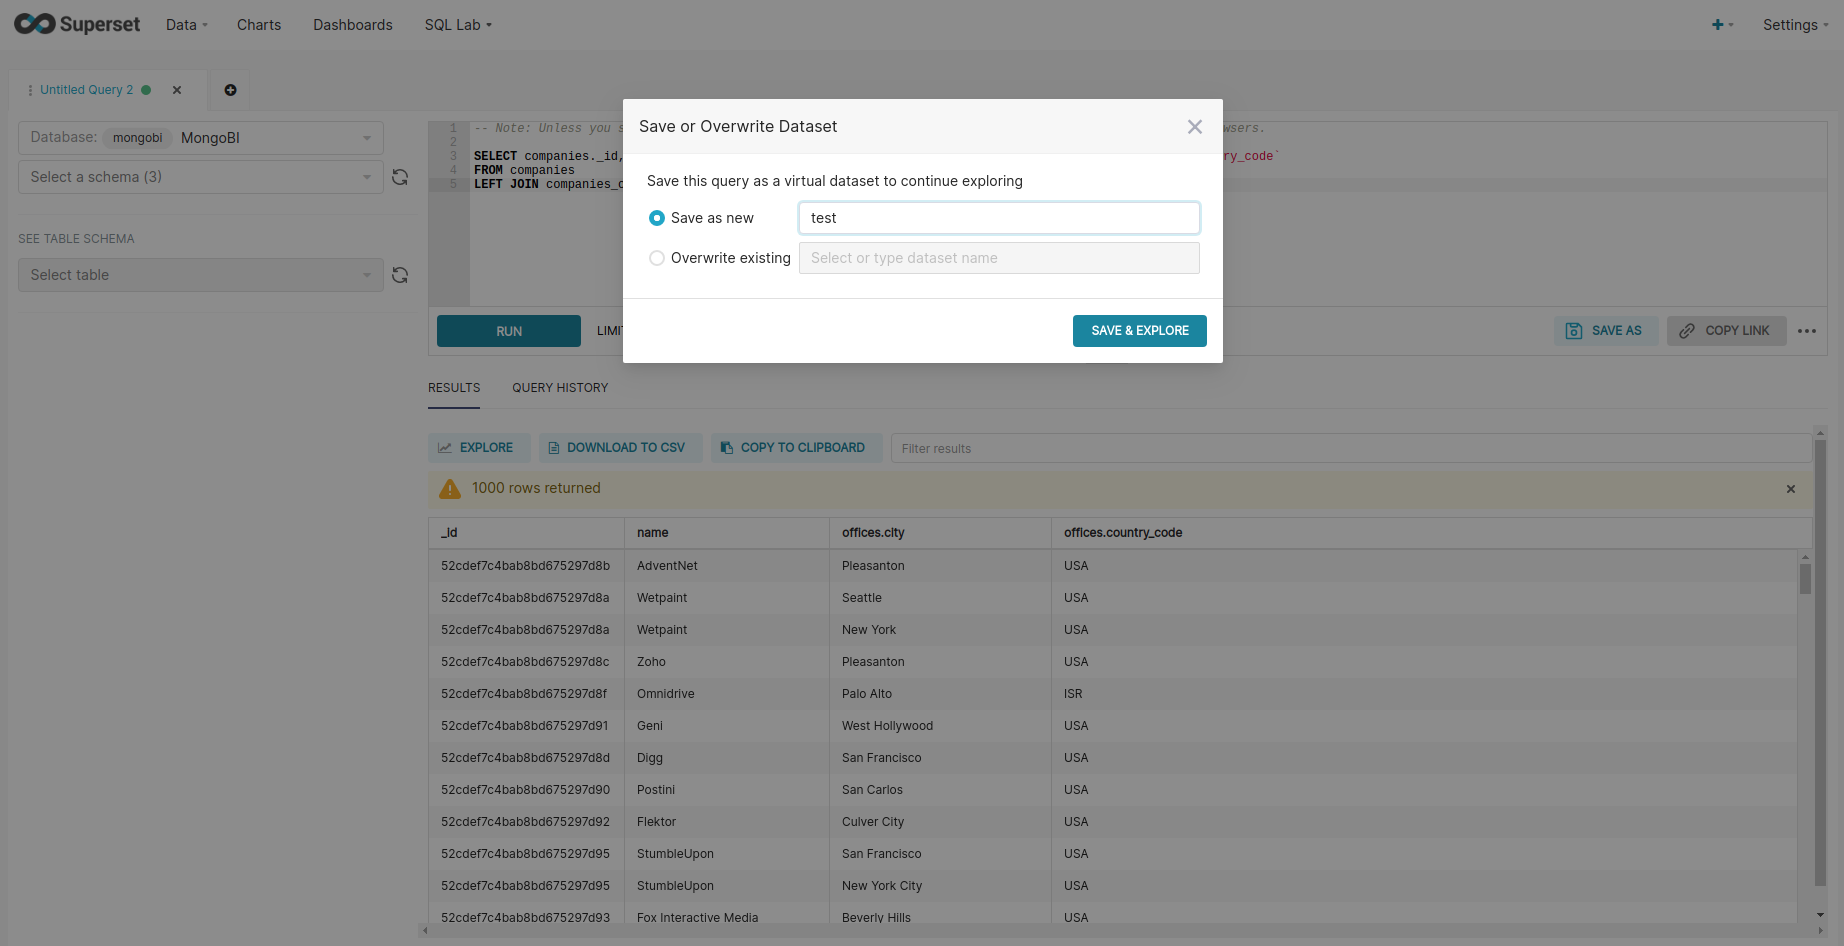 Superset
Data
Charts
Dashboards
SQL Lab
+
Settings
Untitled Query 2
Database: mongobi MongoBI
Select a schema (3)
SEE TABLE SCHEMA
Select table
1 -- Note: Unless you s wsers.
2
3 SELECT companies._id, ry_code`
4 FROM companies
5 LEFT JOIN companies_
RUN
LIMIT
SAVE AS
COPY LINK
Save or Overwrite Dataset
Save this query as a virtual dataset to continue exploring
Save as new
test
Overwrite existing
Select or type dataset name
SAVE & EXPLORE
RESULTS
QUERY HISTORY
EXPLORE
DOWNLOAD TO CSV
COPY TO CLIPBOARD
Filter results
1000 rows returned
_id name offices.city offices.country_code
52cdef7c4bab8bd675297d8b AdventNet Pleasanton USA
52cdef7c4bab8bd675297d8a Wetpaint Seattle USA
52cdef7c4bab8bd675297d8a Wetpaint New York USA
52cdef7c4bab8bd675297d8c Zoho Pleasanton USA
52cdef7c4bab8bd675297d8f Omnidrive Palo Alto ISR
52cdef7c4bab8bd675297d91 Geni West Hollywood USA
52cdef7c4bab8bd675297d8d Digg San Francisco USA
52cdef7c4bab8bd675297d90 Postini San Carlos USA
52cdef7c4bab8bd675297d92 Flektor Culver City USA
52cdef7c4bab8bd675297d95 StumbleUpon San Francisco USA
52cdef7c4bab8bd675297d95 StumbleUpon New York City USA
52cdef7c4bab8bd675297d93 Fox Interactive Media Beverly Hills USA